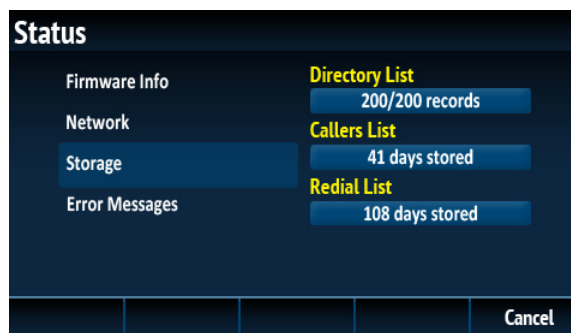 Status
Firmware Info
Network
Storage
Error Messages
Directory List
200/200 records
Callers List
41 days stored
Redial List
108 days stored
Cancel